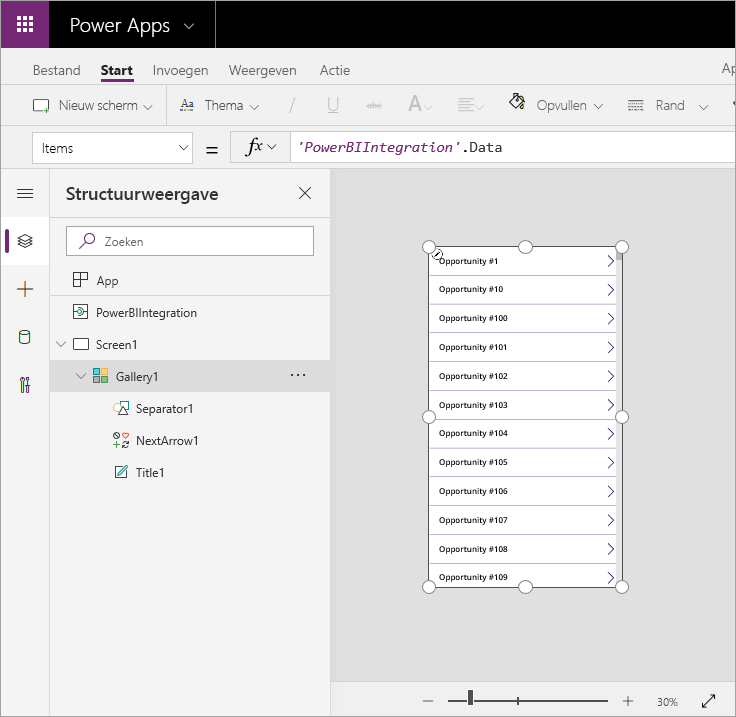 Power Apps
Bestand Start Invoegen Weergeven Actie Ap
Nieuw scherm Aa Thema / U abc A Opvullen Rand
Items = fx 'PowerBIIntegration'.Data
Structuurweergave
Zoeken
App
PowerBIIntegration
Screen1
Gallery1 ...
Separator1
NextArrow1
Title1
Opportunity #1
Opportunity #10
Opportunity #100
Opportunity #101
Opportunity #102
Opportunity #103
Opportunity #104
Opportunity #105
Opportunity #106
Opportunity #107
Opportunity #108
Opportunity #109
30%